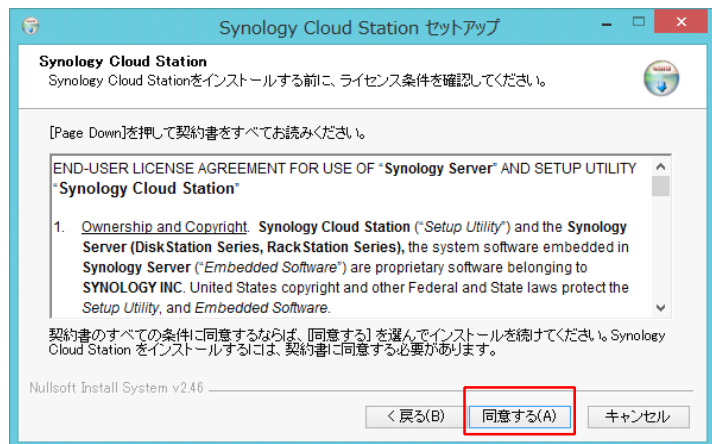 Synology Cloud Station セットアップ
Synology Cloud Station
Synology Cloud Stationをインストールする前に、ライセンス条件を確認してください。
[Page Down]を押して契約書をすべてお読みください。
END-USER LICENSE AGREEMENT FOR USE OF "Synology Server" AND SETUP UTILITY
"Synology Cloud Station"
1. Ownership and Copyright. Synology Cloud Station ("Setup Utility") and the Synology
Server (DiskStation Series, RackStation Series), the system software embedded in
Synology Server ("Embedded Software") are proprietary software belonging to
SYNOLOGY INC. United States copyright and other Federal and State laws protect the
Setup Utility, and Embedded Software.
契約書のすべての条件に同意するならば、[同意する] を選んでインストールを続けてください。Synology
Cloud Station をインストールするには、契約書に同意する必要があります。
Nullsoft Install System v2.46
< 戻る(B) 同意する(A) キャンセル